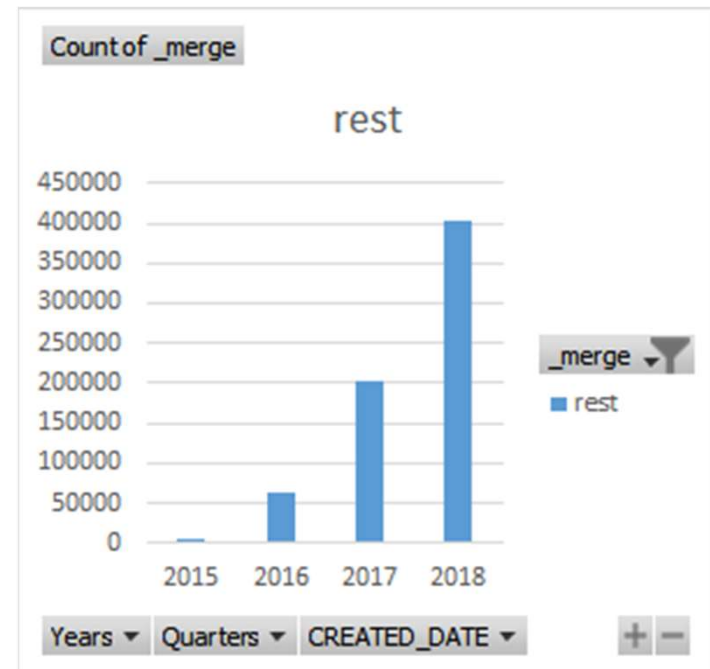 Count of _merge
rest
450000
400000
350000
300000
250000
200000
150000
100000
50000
0
2015 2016 2017 2018
_merge
rest
Years Quarters CREATED_DATE + −